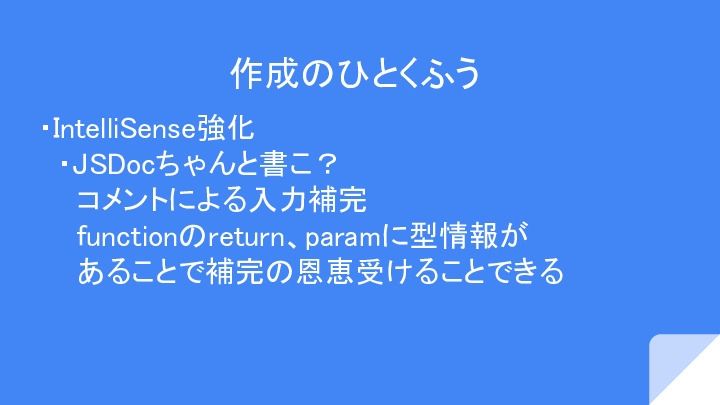 作成のひとくふう
・IntelliSense強化
・JSDocちゃんと書こ？
コメントによる入力補完
functionのreturn、paramに型情報が
あることで補完の恩恵受けることできる